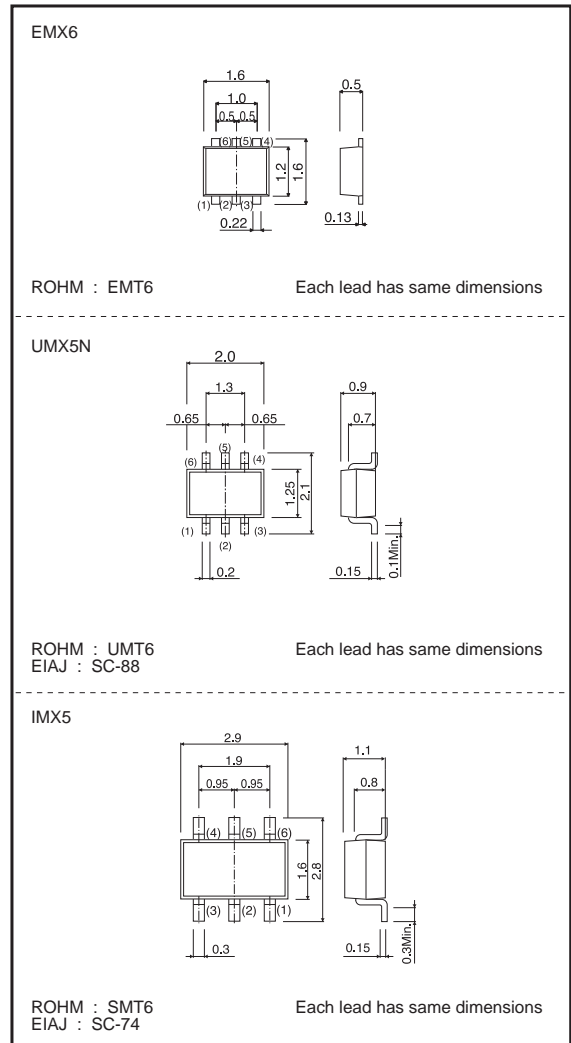 EMX6
1.6
1.0
0.5 0.5
0.5
(6) (5) (4)
1.2
1.6
(1) (2) (3)
0.22
0.13
ROHM : EMT6 Each lead has same dimensions
UMX5N
2.0
1.3
0.65 0.65
0.9
0.7
(5)
(6) (4)
1.25
2.1
(1) (3)
(2)
0.2
0.15
0.1Min.
ROHM : UMT6 Each lead has same dimensions
EIAJ : SC-88
IMX5
2.9
1.9
0.95 0.95
1.1
0.8
(4) (5) (6)
1.6
2.8
(3) (2) (1)
0.3
0.15
0.3Min.
ROHM : SMT6 Each lead has same dimensions
EIAJ : SC-74